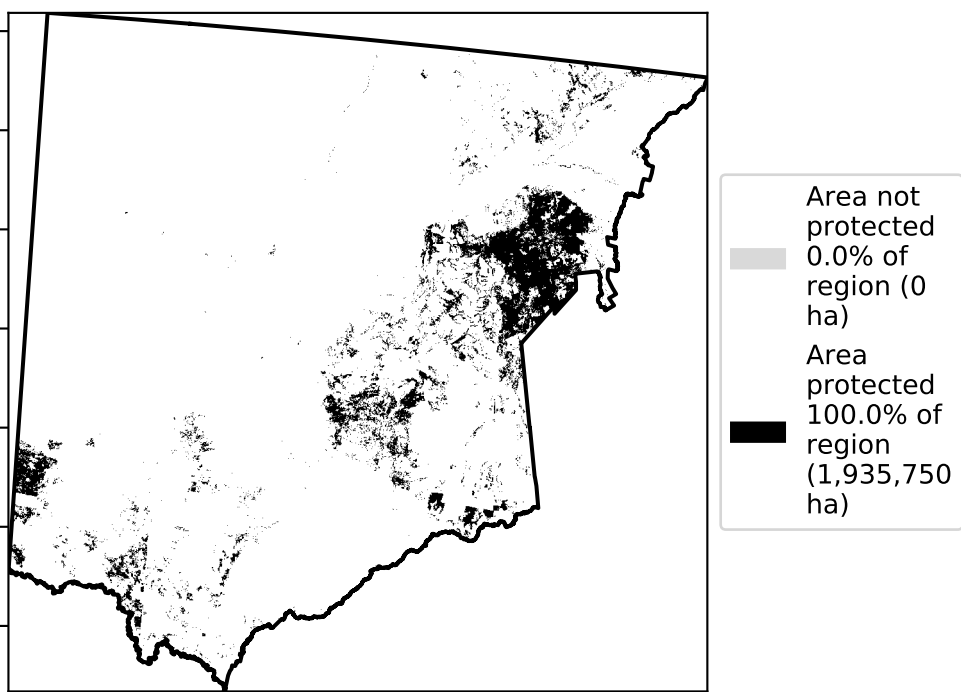 Area not
protected
0.0% of
region (0
ha)
Area
protected
100.0% of
region
(1,935,750
ha)